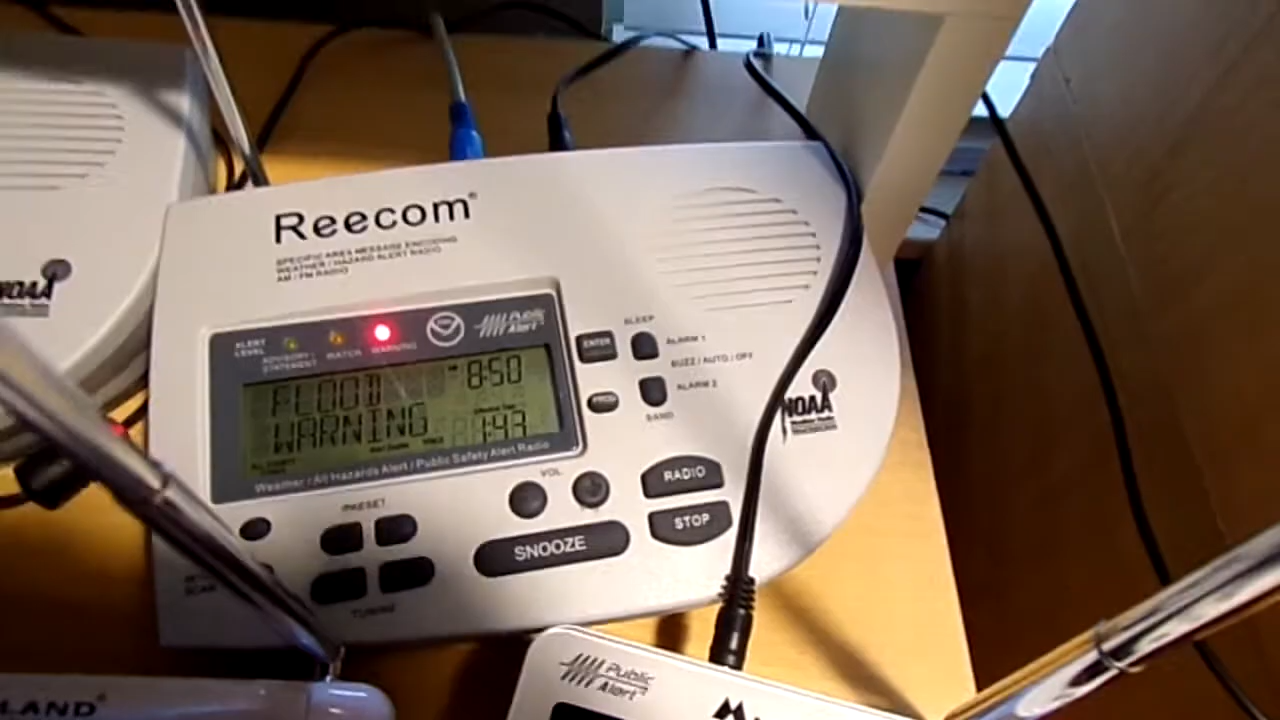 Reecom®
SPECIFIC AREA MESSAGE ENCODING
WEATHER / HAZARD ALERT RADIO
AM / FM RADIO
NOAA
ALERT LEVEL
ADVISORY / STATEMENT
WATCH
WARNING
Public Alert
FLOOD
8:50
WARNING
1:43
Weather / All Hazards Alert / Public Safety Alert Radio
ENTER
SLEEP
ALARM 1
BUZZ / AUTO / OFF
ALARM 2
BAND
NOAA
VOL
RADIO
STOP
SNOOZE
PRESET
SCAN
TUNING
LAND®
Public Alert